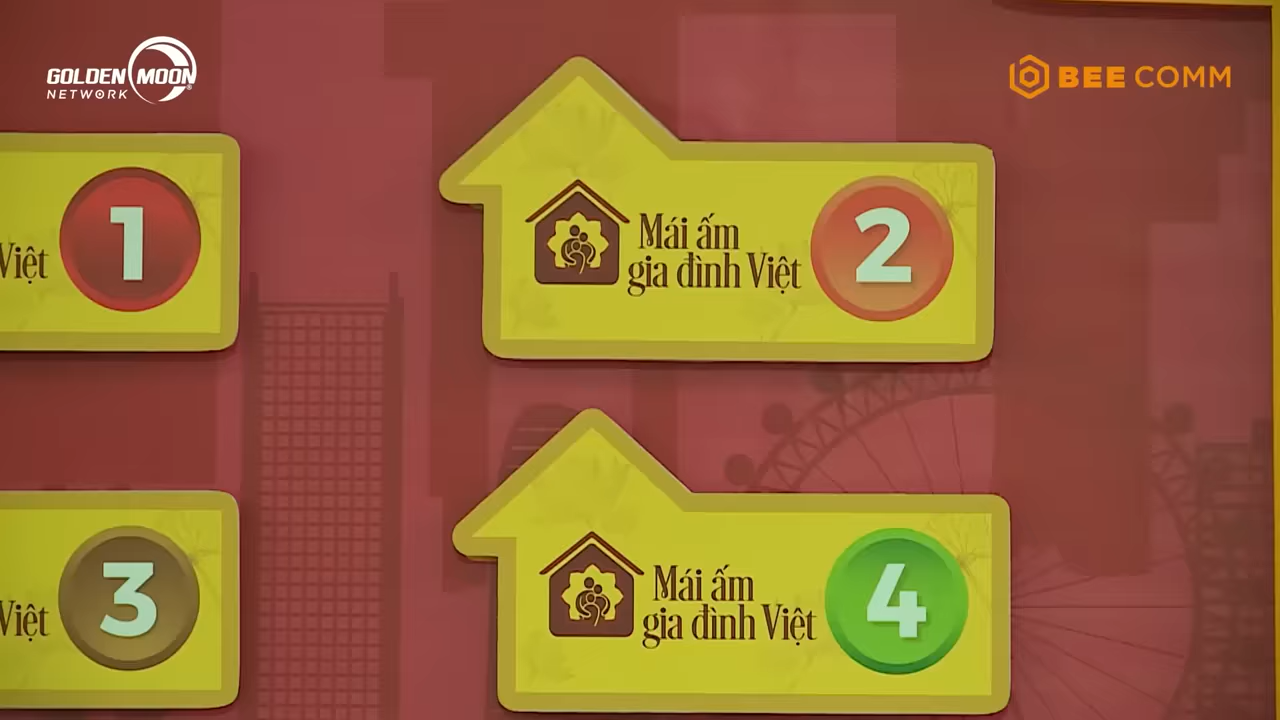 GOLDEN MOON
NETWORK
BEE COMM
Việt
1
Mái ấm
gia đình Việt
2
Việt
3
Mái ấm
gia đình Việt
4